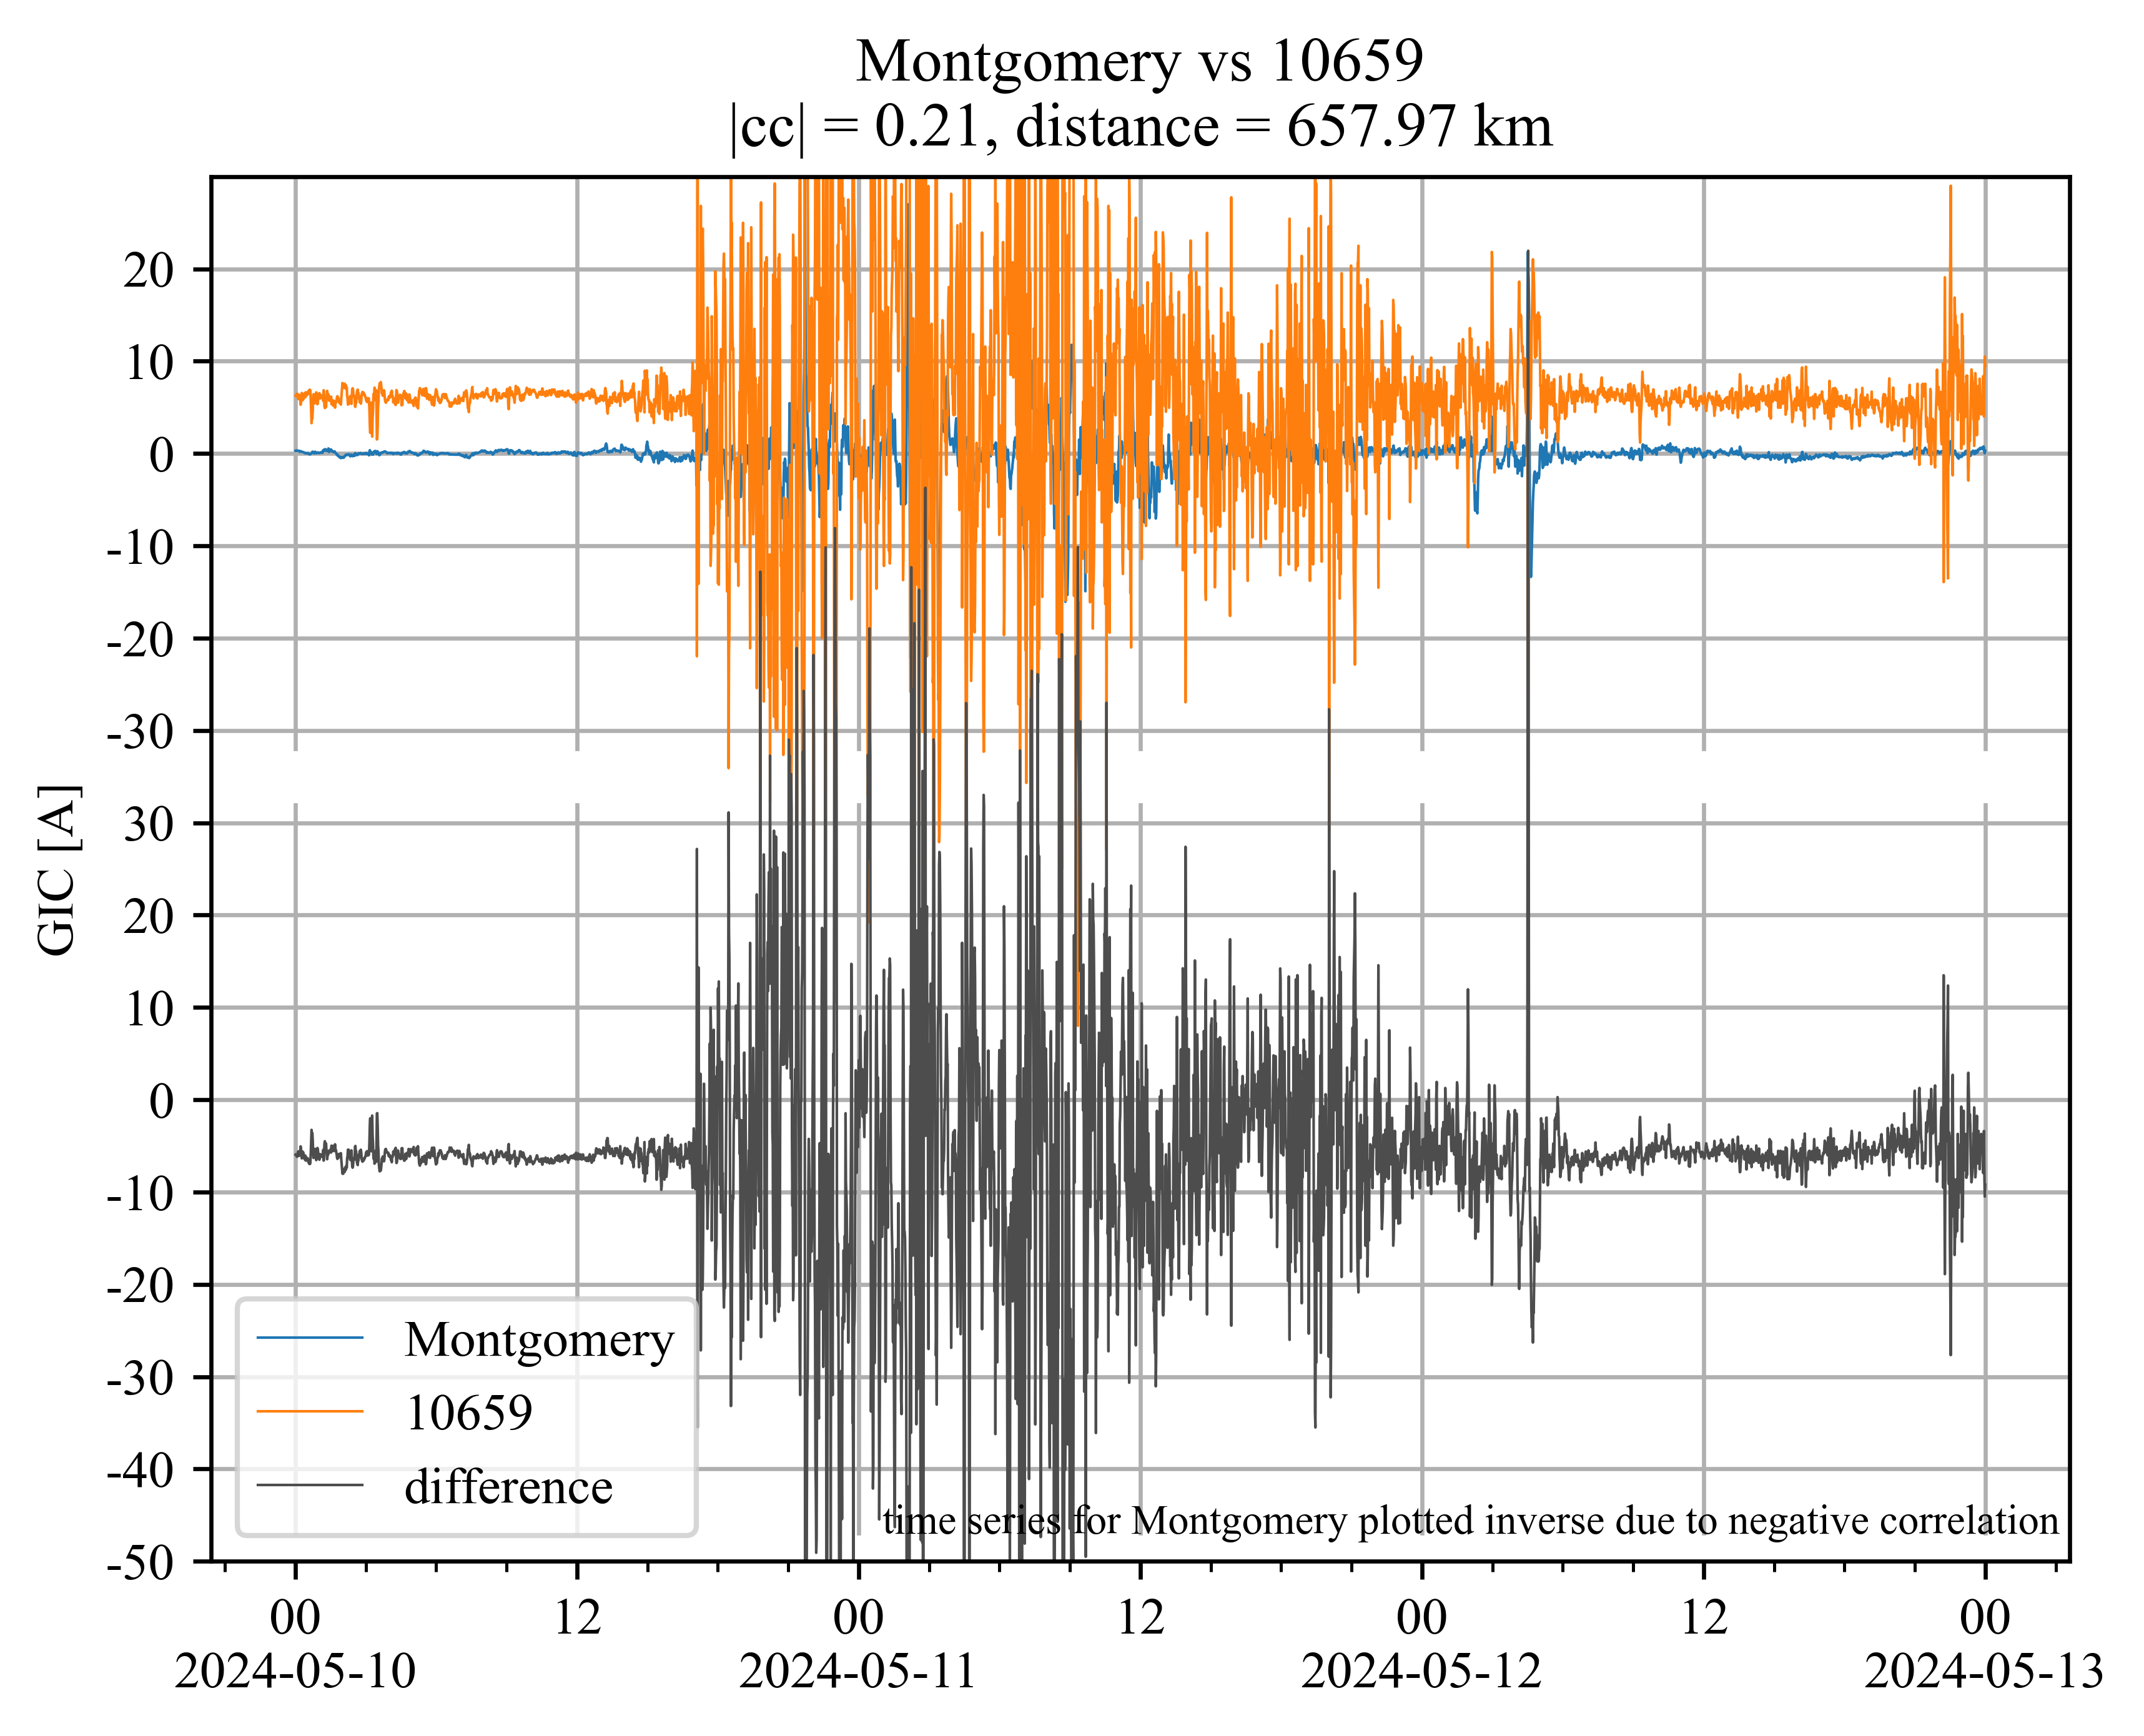 Montgomery vs 10659
|cc| = 0.21, distance = 657.97 km
GIC [A]
20
10
0
-10
-20
-30
30
20
10
0
-10
-20
-30
-40
-50
Montgomery
10659
difference
time series for Montgomery plotted inverse due to negative correlation
00 12 00 12 00 12 00
2024-05-10 2024-05-11 2024-05-12 2024-05-13